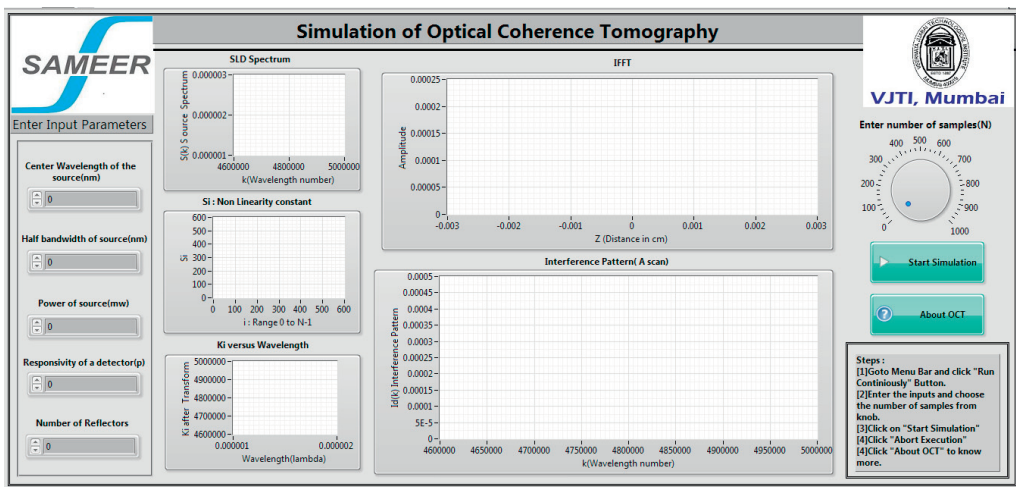 Simulation of Optical Coherence Tomography
SAMEER
VJTI, Mumbai
Enter Input Parameters
Center Wavelength of the
source(nm)
0
Half bandwidth of source(nm)
0
Power of source(mw)
0
Responsivity of a detector(p)
0
Number of Reflectors
0
SLD Spectrum
S(k) S ource Spectrum
0.000003
0.000002
0.000001
4600000 4800000 5000000
k(Wavelength number)
Si : Non Linearity constant
Si
600
500
400
300
200
100
0
0 100 200 300 400 500 600
i : Range 0 to N-1
Ki versus Wavelength
Ki after Transform
5000000
4900000
4800000
4700000
4600000
0.000001 0.000002
Wavelength(lambda)
IFFT
Amplitude
0.00025
0.0002
0.00015
0.0001
0.00005
0
-0.003 -0.002 -0.001 0 0.001 0.002 0.003
Z (Distance in cm)
Interference Pattern( A scan)
Id(k) Interference Pattern
0.0005
0.00045
0.0004
0.00035
0.0003
0.00025
0.0002
0.00015
0.0001
5E-5
0
4600000 4650000 4700000 4750000 4800000 4850000 4900000 4950000 5000000
k(Wavelength number)
Enter number of samples(N)
0 100 200 300 400 500 600 700 800 900 1000
Start Simulation
About OCT
Steps :
[1]Goto Menu Bar and click "Run
Continiously" Button.
[2]Enter the inputs and choose
the number of samples from
knob.
[3]Click on "Start Simulation"
[4]Click "Abort Execution"
[4]Click "About OCT" to know
more.